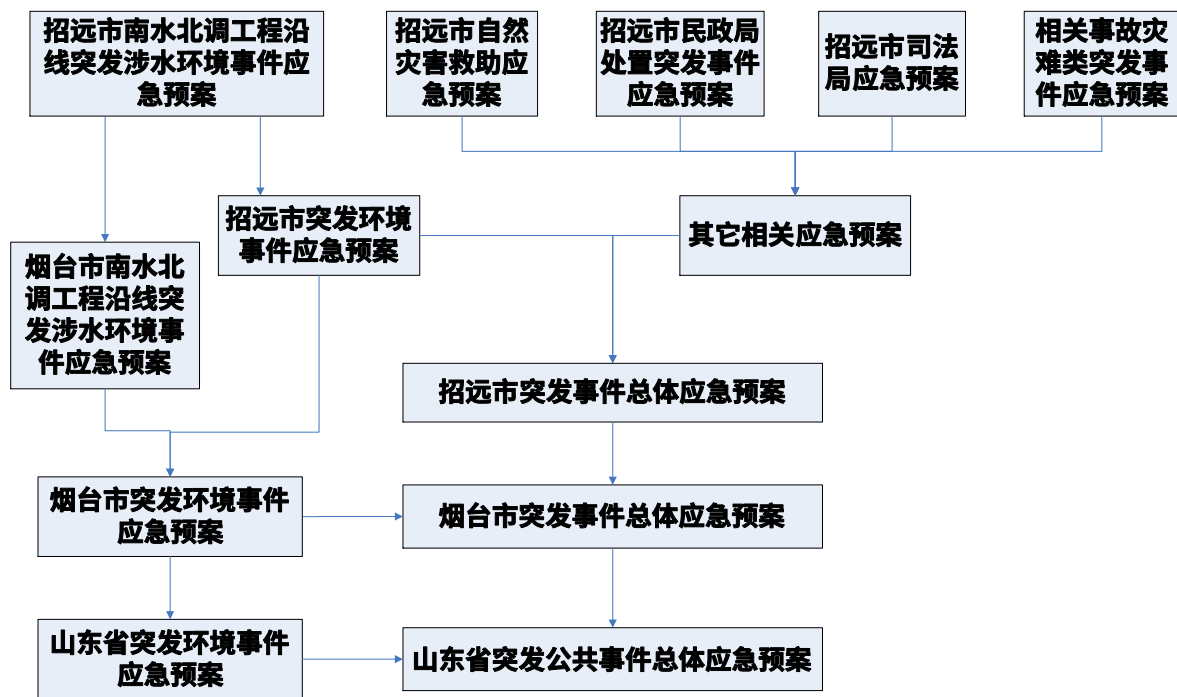 招远市南水北调工程沿
线突发涉水环境事件应
急预案
招远市自然
灾害救助应
急预案
招远市民政局
处置突发事件
应急预案
招远市司法
局应急预案
相关事故灾
难类突发事
件应急预案
招远市突发环境
事件应急预案
其它相关应急预案
烟台市南水北
调工程沿线突
发涉水环境事
件应急预案
招远市突发事件总体应急预案
烟台市突发环境事件
应急预案
烟台市突发事件总体应急预案
山东省突发环境事件
应急预案
山东省突发公共事件总体应急预案